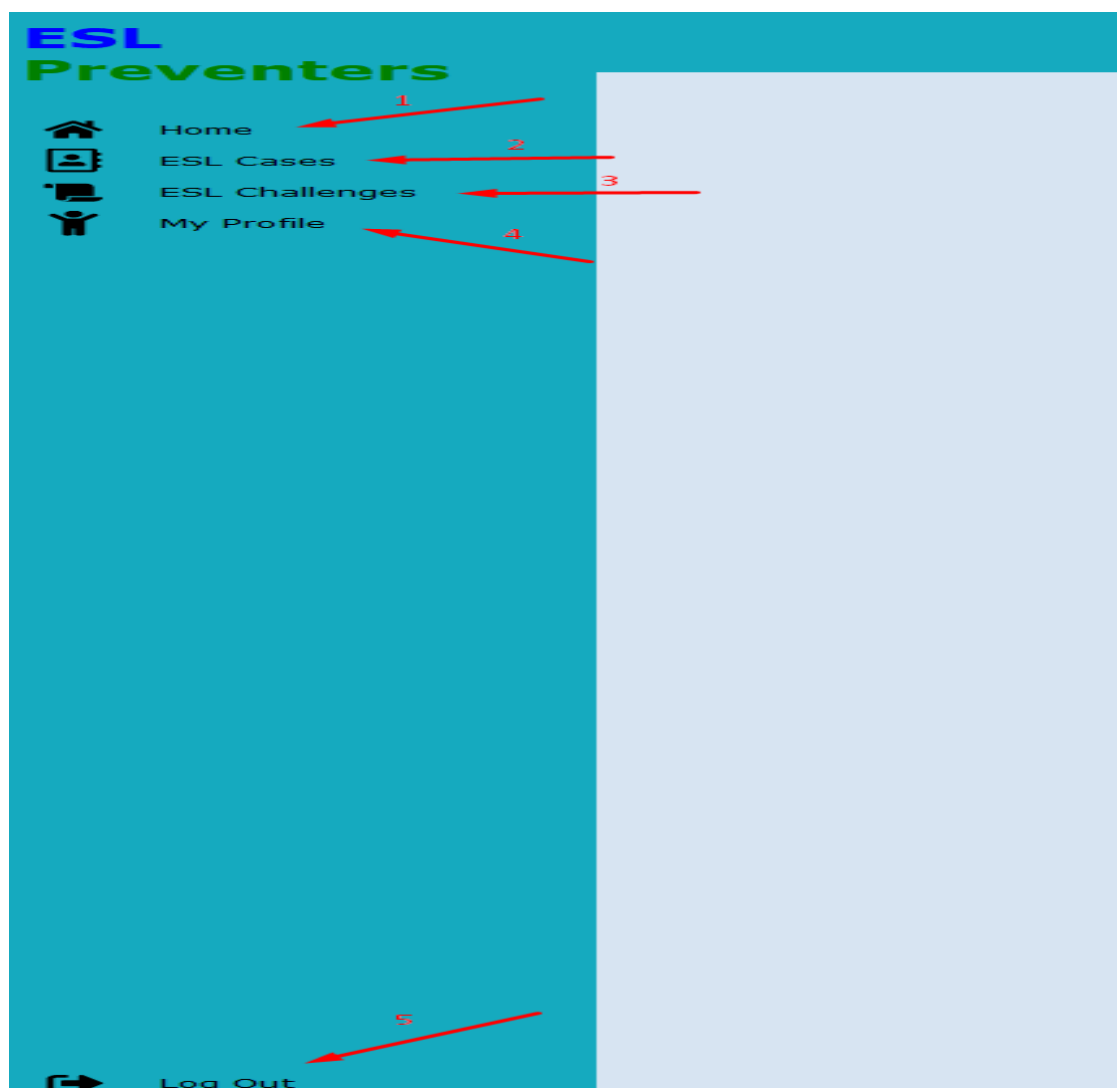 ESL
Preventers
1
Home
2
ESL Cases
3
ESL Challenges
My Profile
4
5
Log Out